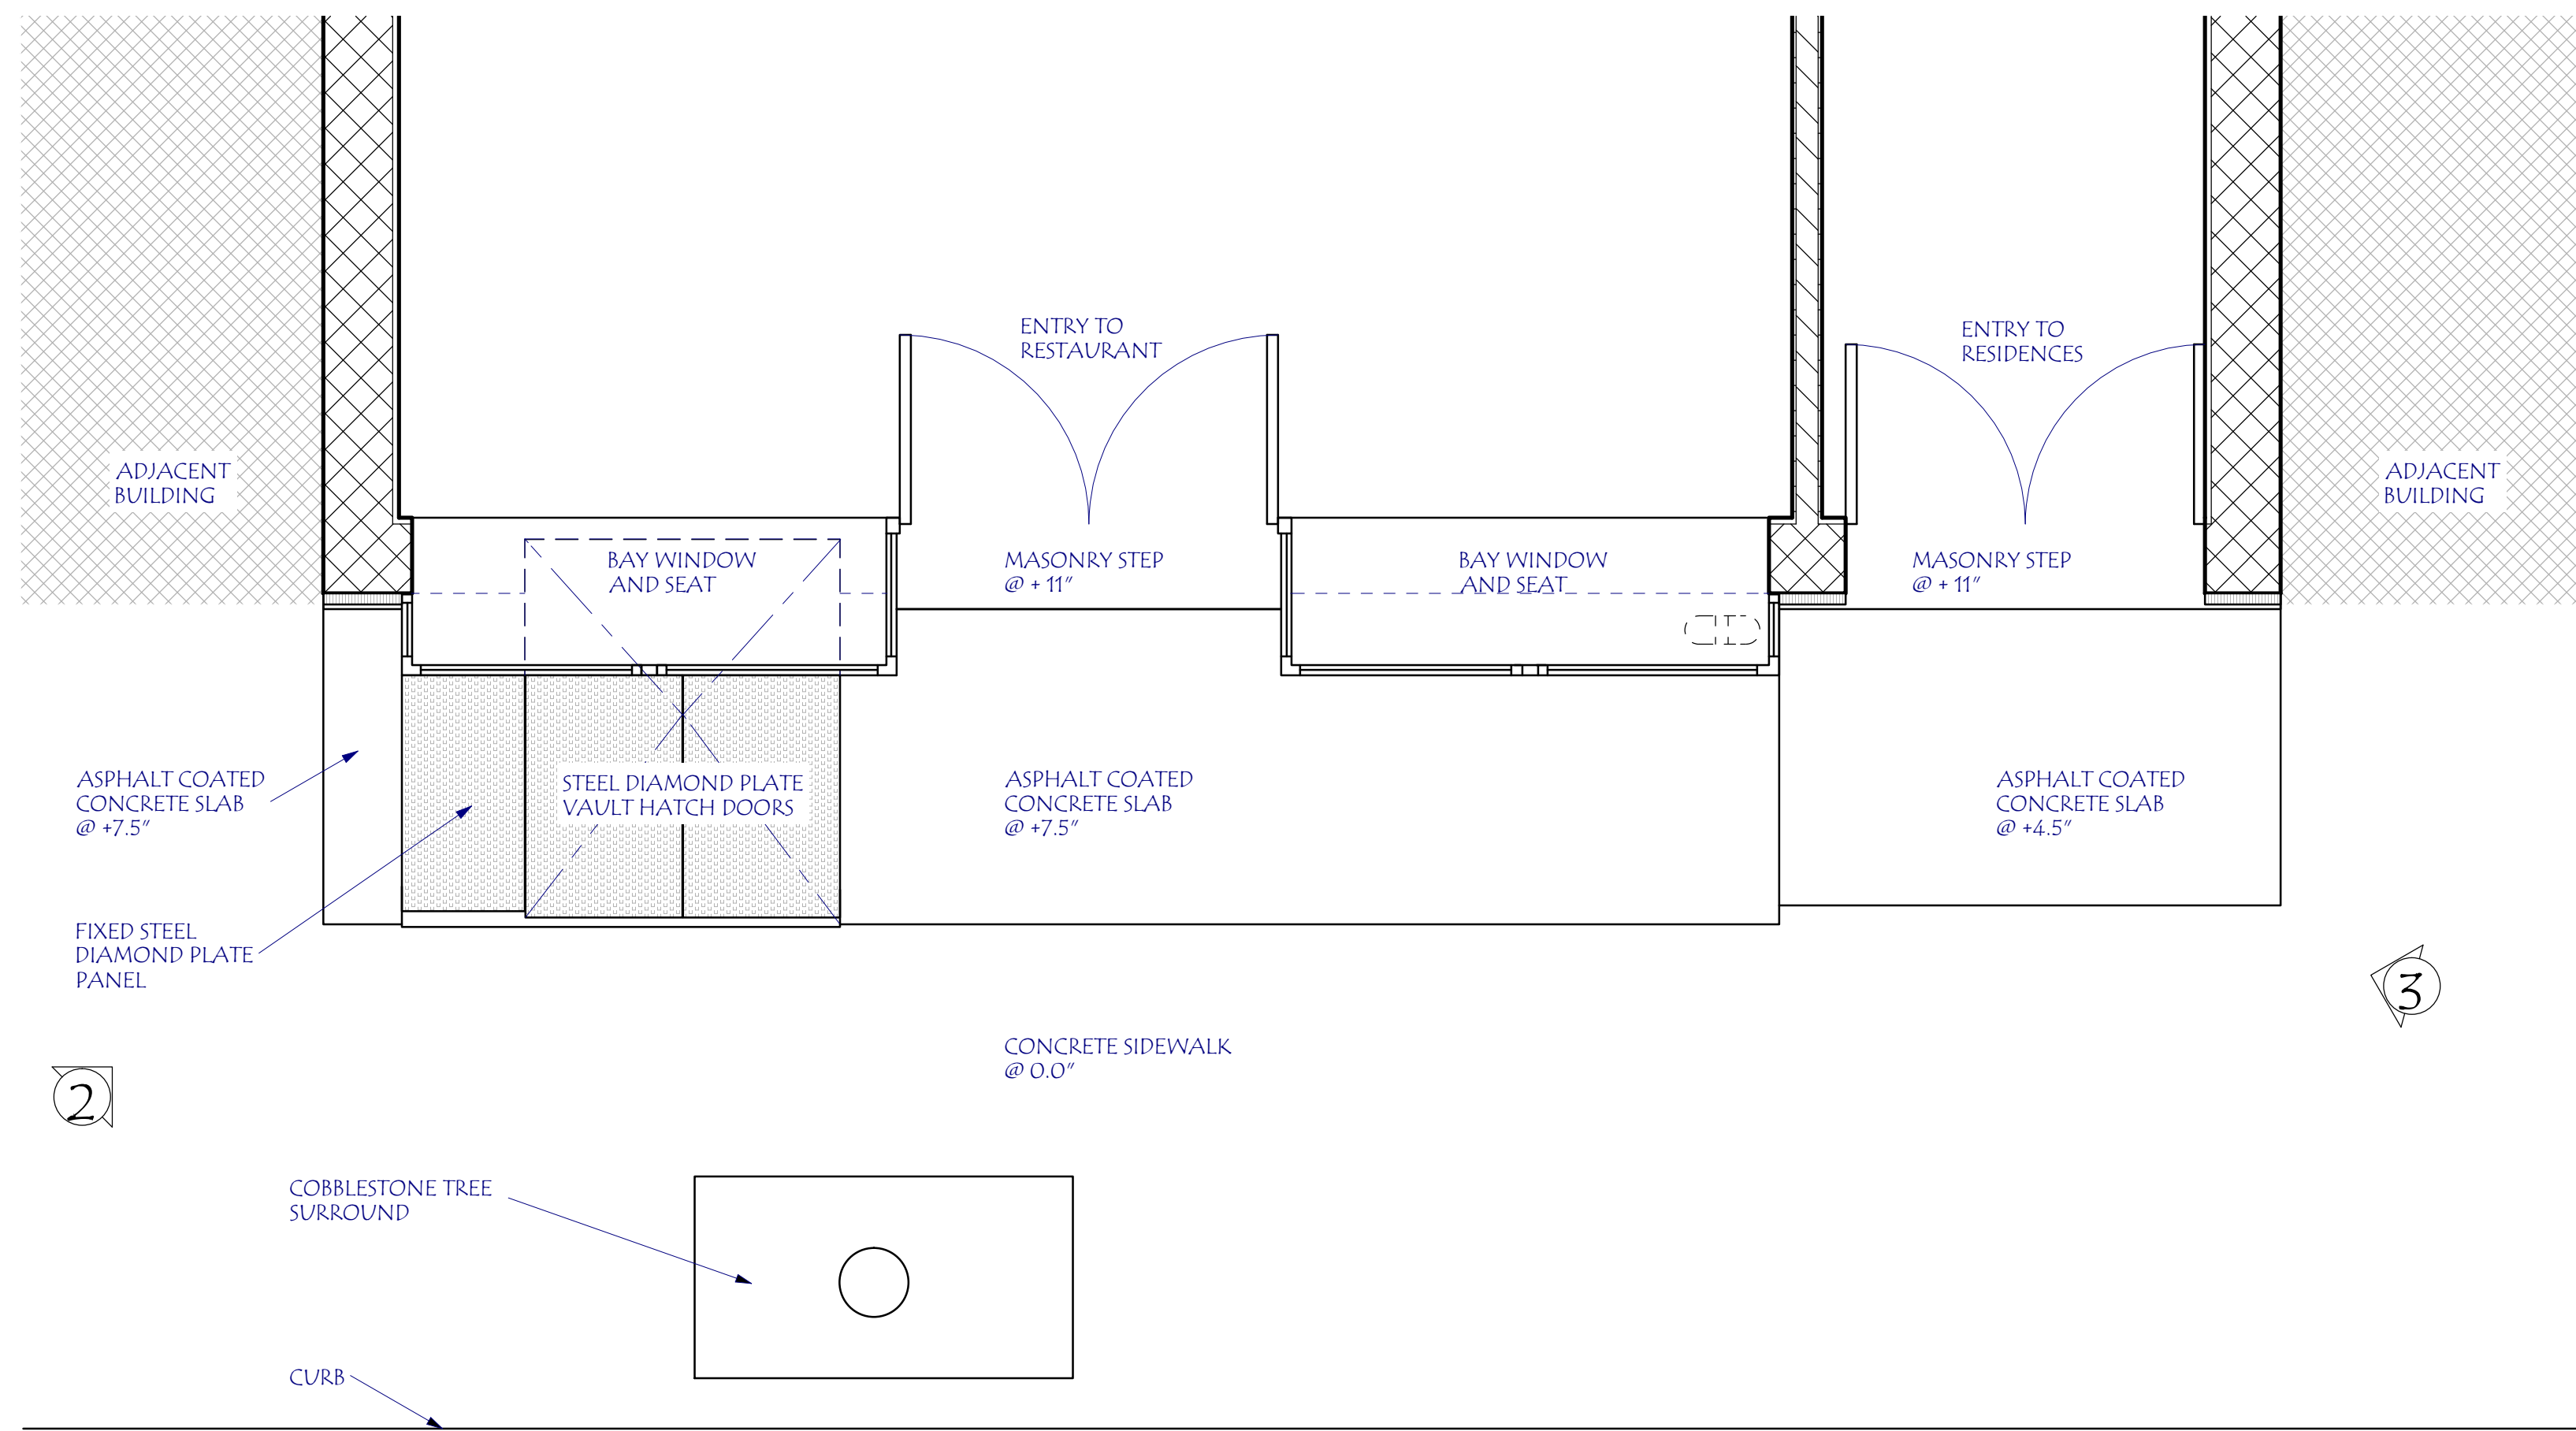 ENTRY TO
RESTAURANT
ENTRY TO
RESIDENCES
ADJACENT
BUILDING
ADJACENT
BUILDING
BAY WINDOW
AND SEAT
MASONRY STEP
@ + 11"
BAY WINDOW
AND SEAT
MASONRY STEP
@ + 11"
ASPHALT COATED
CONCRETE SLAB
@ +7.5"
STEEL DIAMOND PLATE
VAULT HATCH DOORS
ASPHALT COATED
CONCRETE SLAB
@ +7.5"
ASPHALT COATED
CONCRETE SLAB
@ +4.5"
FIXED STEEL
DIAMOND PLATE
PANEL
3
CONCRETE SIDEWALK
@ 0.0"
2
COBBLESTONE TREE
SURROUND
CURB